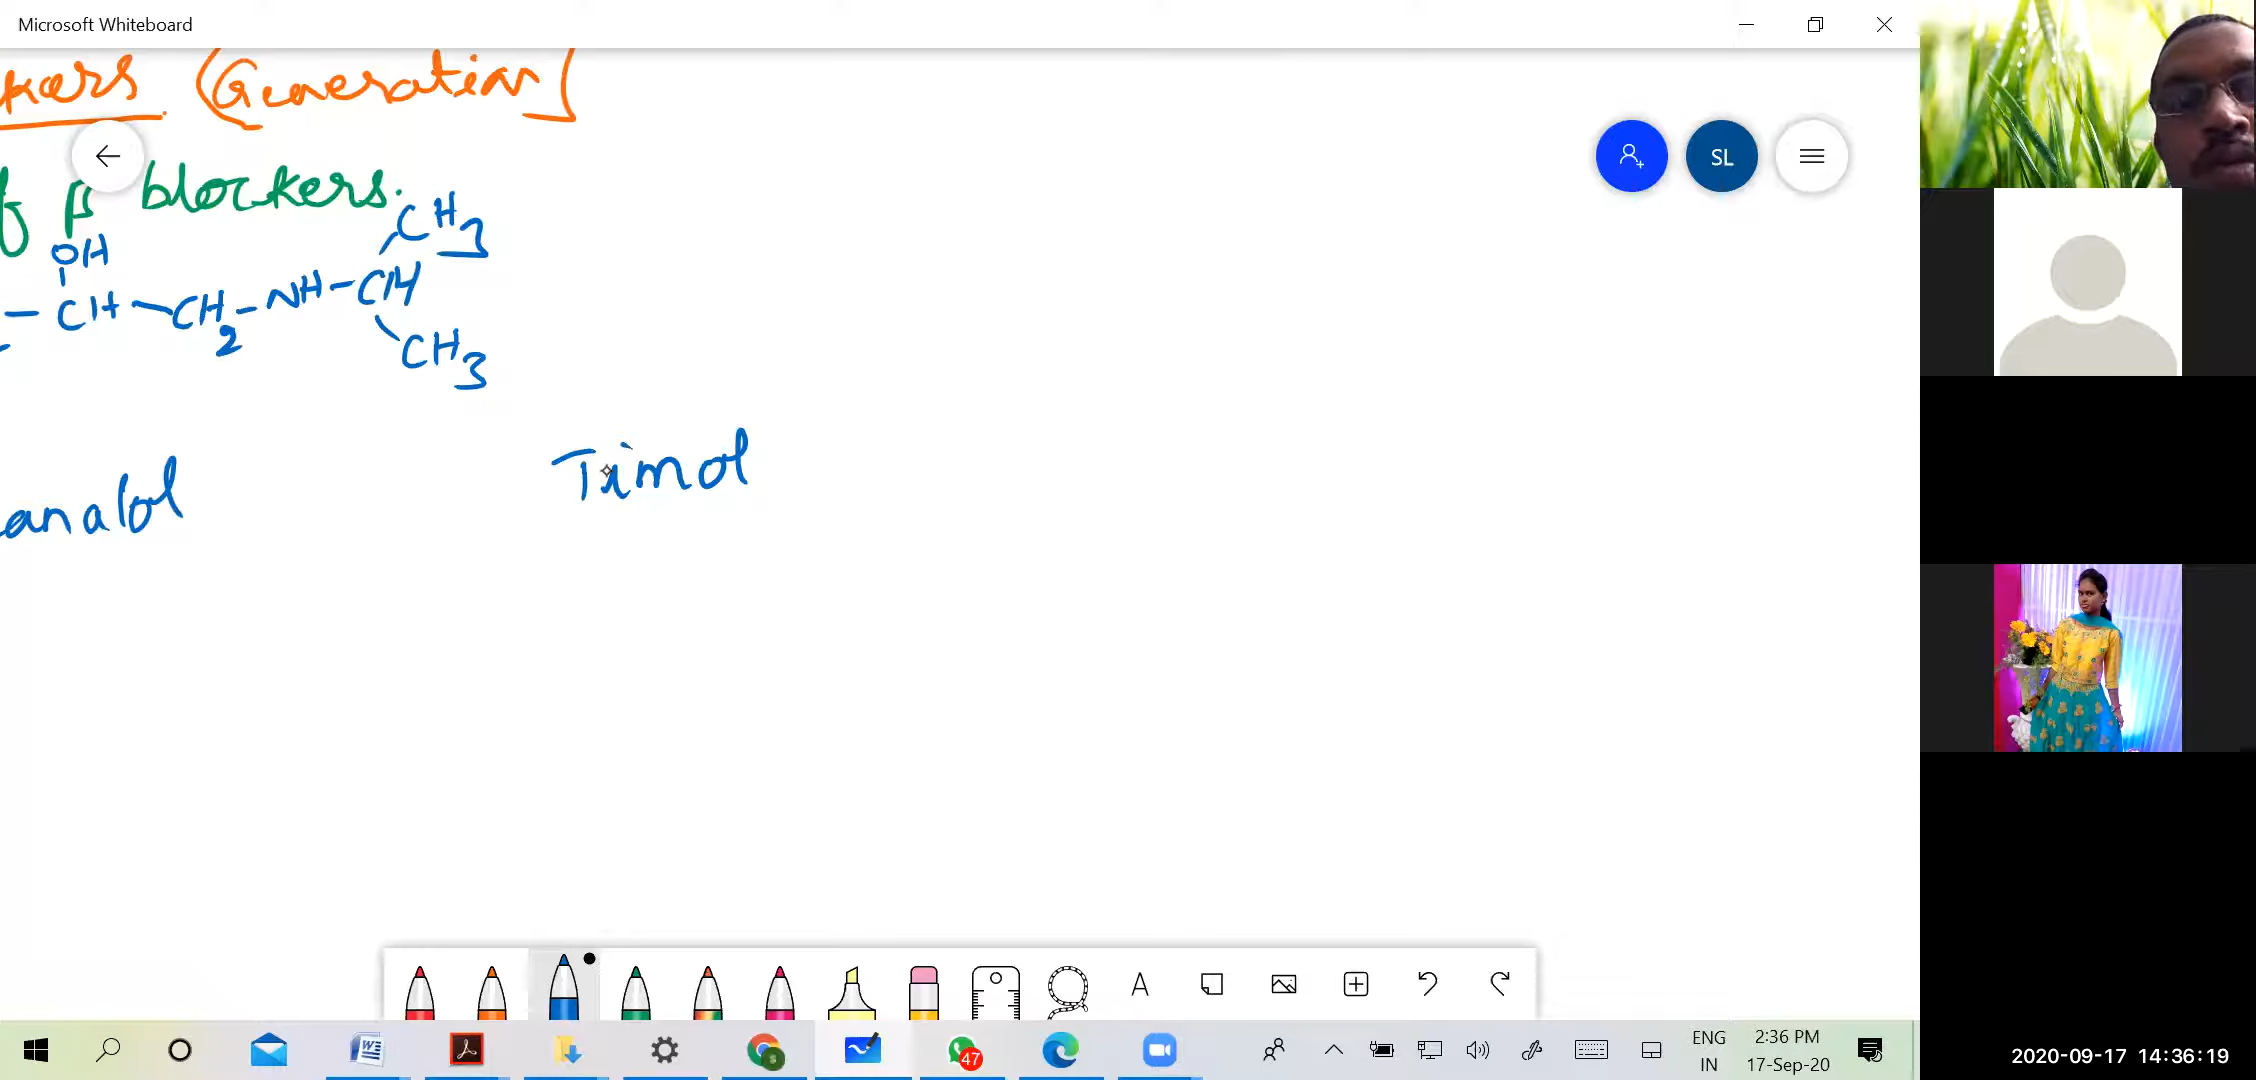 Microsoft Whiteboard
kers (Generation]
f β blockers.
OH
CH3
– CH – CH2 – NH – CH
CH3
Timol
analol
SL
A
47
ENG
IN
2:36 PM
17-Sep-20
2020-09-17 14:36:19